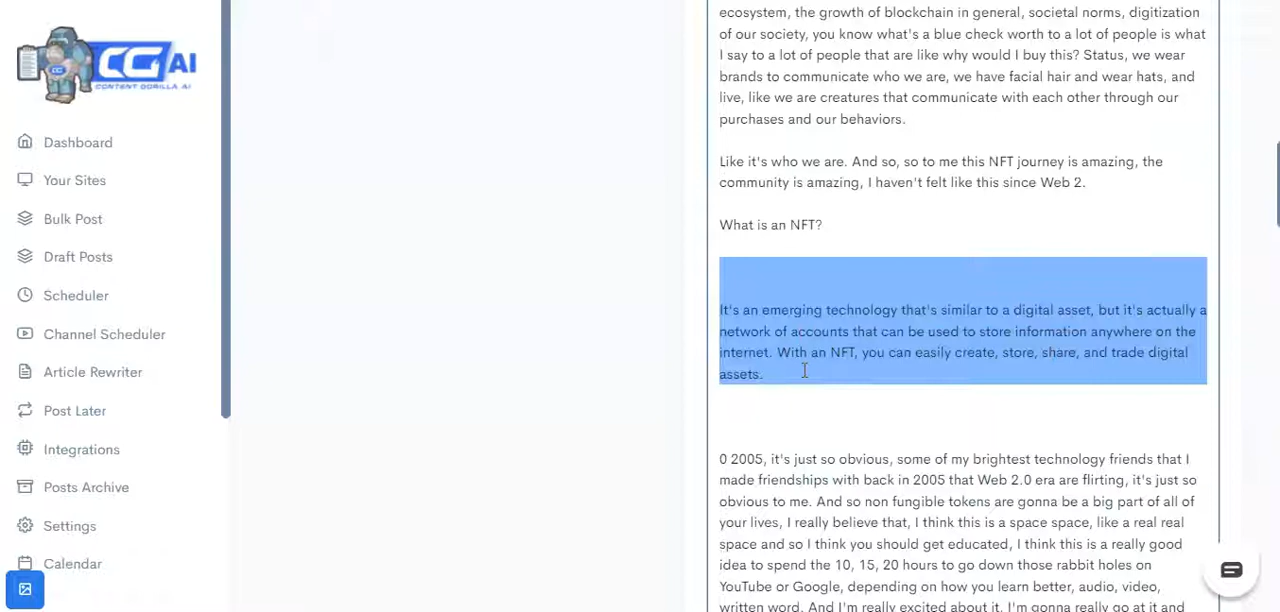 CG AI
CONTENT GORILLA AI
Dashboard
Your Sites
Bulk Post
Draft Posts
Scheduler
Channel Scheduler
Article Rewriter
Post Later
Integrations
Posts Archive
Settings
Calendar
ecosystem, the growth of blockchain in general, societal norms, digitization
of our society, you know what's a blue check worth to a lot of people is what
I say to a lot of people that are like why would I buy this? Status, we wear
brands to communicate who we are, we have facial hair and wear hats, and
live, like we are creatures that communicate with each other through our
purchases and our behaviors.
Like it's who we are. And so, so to me this NFT journey is amazing, the
community is amazing, I haven't felt like this since Web 2.
What is an NFT?
It's an emerging technology that's similar to a digital asset, but it's actually a
network of accounts that can be used to store information anywhere on the
internet. With an NFT, you can easily create, store, share, and trade digital
assets.
0 2005, it's just so obvious, some of my brightest technology friends that I
made friendships with back in 2005 that Web 2.0 era are flirting, it's just so
obvious to me. And so non fungible tokens are gonna be a big part of all of
your lives, I really believe that, I think this is a space space, like a real real
space and so I think you should get educated, I think this is a really good
idea to spend the 10, 15, 20 hours to go down those rabbit holes on
YouTube or Google, depending on how you learn better, audio, video,
written word. And I'm really excited about it, I'm gonna really go at it and